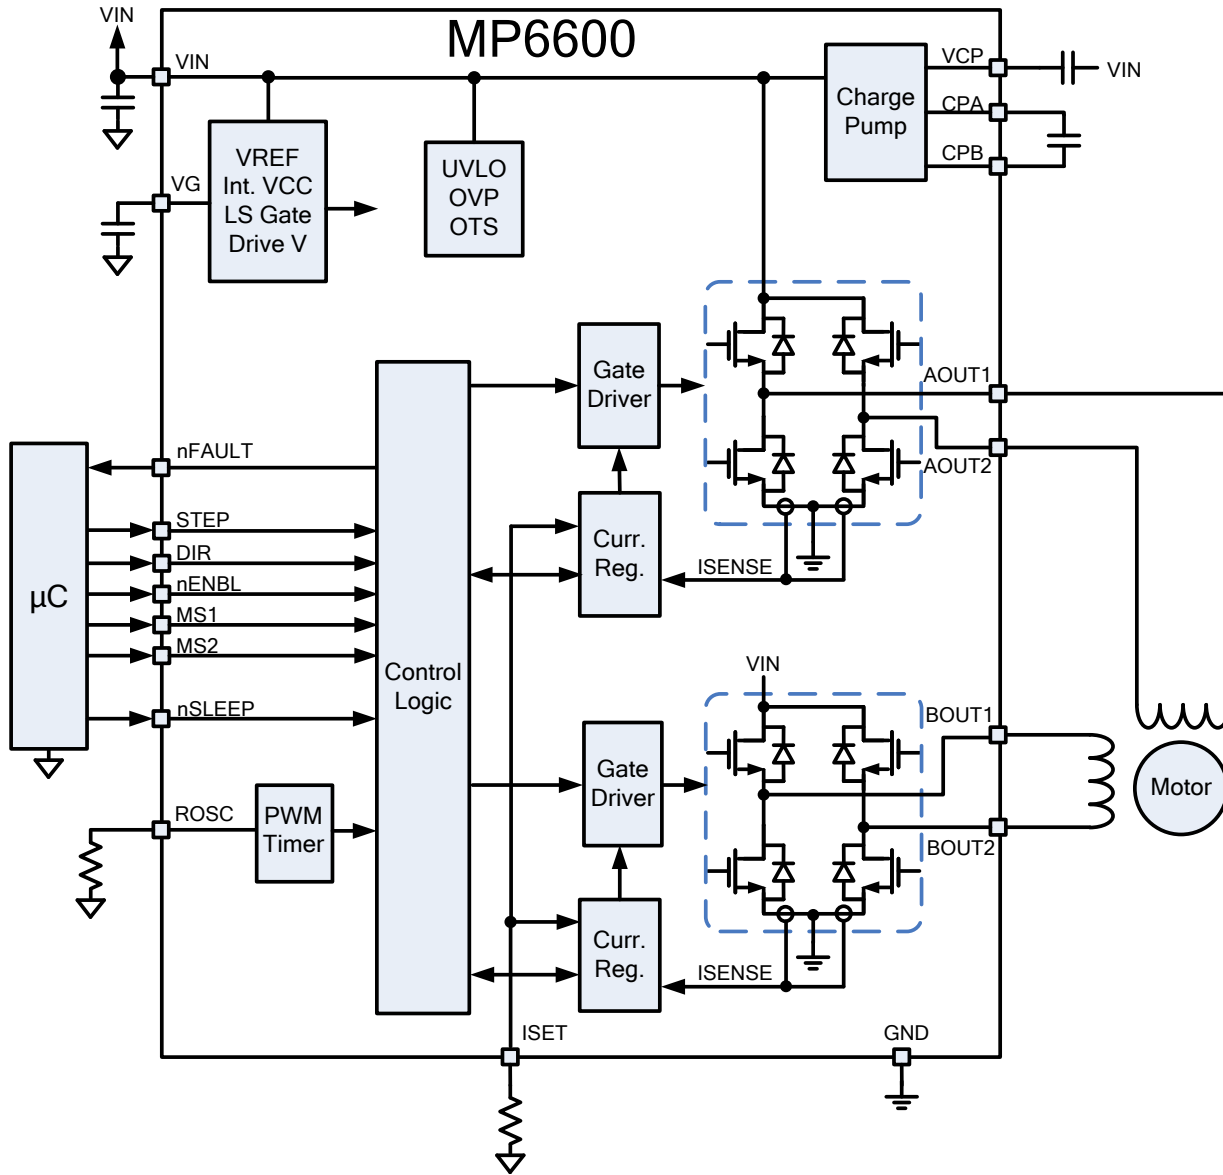 VIN
MP6600
VIN
VCP
VIN
Charge
Pump
CPA
CPB
VREF
Int. VCC
LS Gate
Drive V
UVLO
OVP
OTS
VG
Gate
Driver
AOUT1
AOUT2
nFAULT
STEP
DIR
nENBL
MS1
MS2
nSLEEP
µC
Curr.
Reg.
ISENSE
Control
Logic
VIN
BOUT1
BOUT2
Gate
Driver
Motor
ROSC
PWM
Timer
Curr.
Reg.
ISENSE
ISET
GND